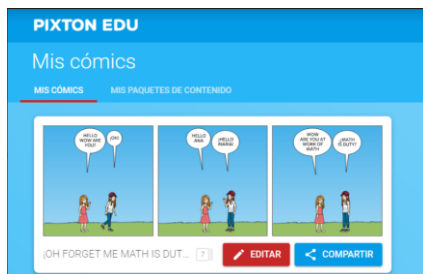 PIXTON EDU
Mis cómics
MIS CÓMICS MIS PAQUETES DE CONTENIDO
HELLO
WOW ARE
YOU?
¡OH!
HELLO
ANA
¡HELLO
MARIA!
WOW
ARE YOU AT
WORK OF
MATH
¡MATH
IS DUTY!
¡OH FORGET ME MATH IS DUT... ? EDITAR COMPARTIR